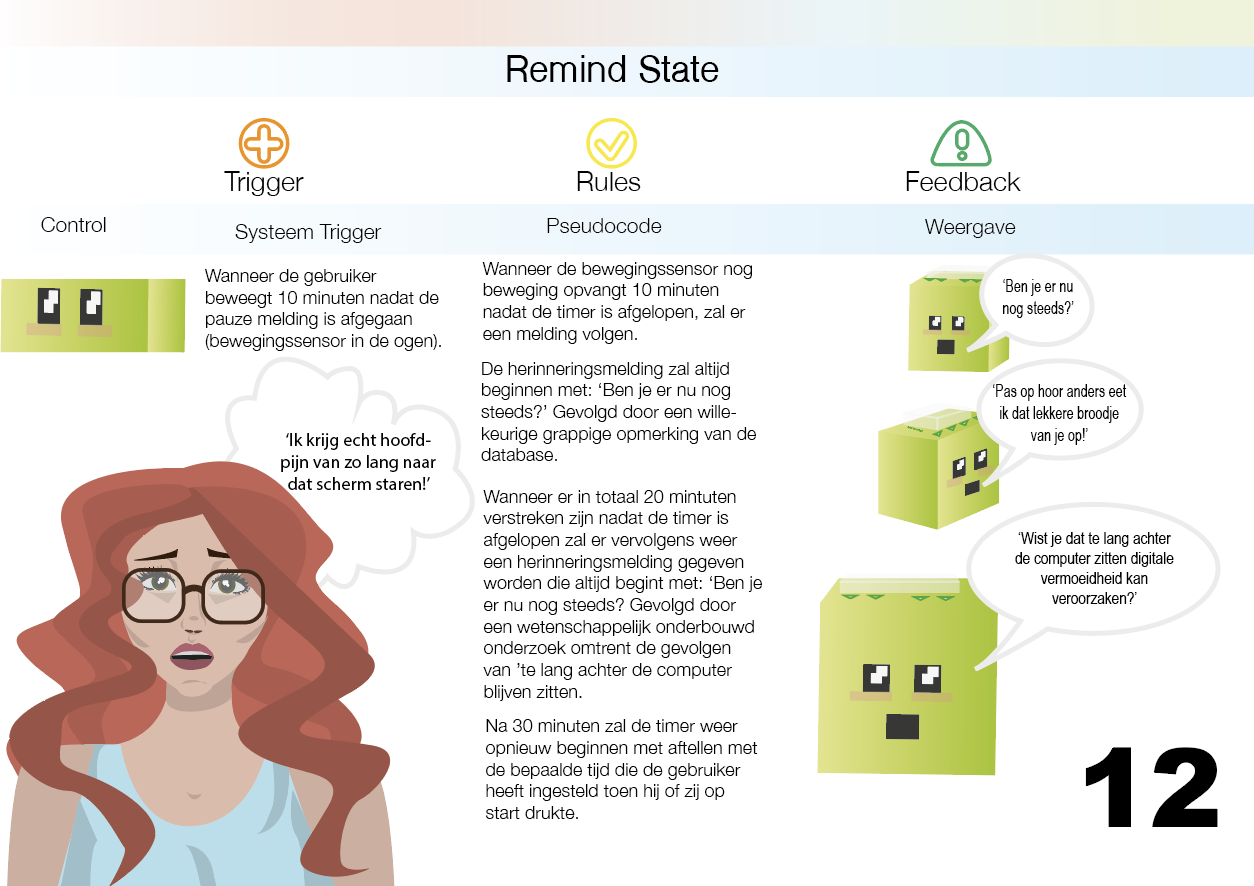 Remind State
Trigger
Rules
Feedback
Control
Systeem Trigger
Pseudocode
Weergave
Wanneer de gebruiker
beweegt 10 minuten nadat de
pauze melding is afgegaan
(bewegingssensor in de ogen).
‘Ik krijg echt hoofd-
pijn van zo lang naar
dat scherm staren!’
Wanneer de bewegingssensor nog
beweging opvangt 10 minuten
nadat de timer is afgelopen, zal er
een melding volgen.
De herinneringsmelding zal altijd
beginnen met: ‘Ben je er nu nog
steeds?’ Gevolgd door een wille-
keurige grappige opmerking van de
database.
Wanneer er in totaal 20 mintuten
verstreken zijn nadat de timer is
afgelopen zal er vervolgens weer
een herinneringsmelding gegeven
worden die altijd begint met: ‘Ben je
er nu nog steeds? Gevolgd door
een wetenschappelijk onderbouwd
onderzoek omtrent de gevolgen
van ’te lang achter de computer
blijven zitten.
Na 30 minuten zal de timer weer
opnieuw beginnen met aftellen met
de bepaalde tijd die de gebruiker
heeft ingesteld toen hij of zij op
start drukte.
‘Ben je er nu
nog steeds?’
‘Pas op hoor anders eet
ik dat lekkere broodje
van je op!’
‘Wist je dat te lang achter
de computer zitten digitale
vermoeidheid kan
veroorzaken?’
12